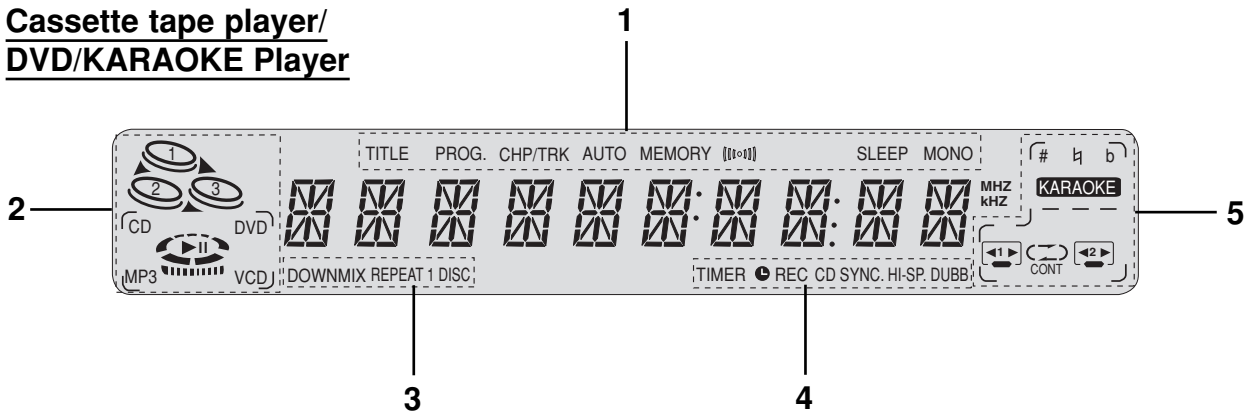 Cassette tape player/
DVD/KARAOKE Player
1
TITLE PROG. CHP/TRK AUTO MEMORY SLEEP MONO
# ♮ b
1
2 3
MHZ
kHZ
KARAOKE
2
5
CD DVD
1 CONT 2
MP3 VCD
DOWNMIX REPEAT 1 DISC
TIMER REC CD SYNC. HI-SP. DUBB
3
4